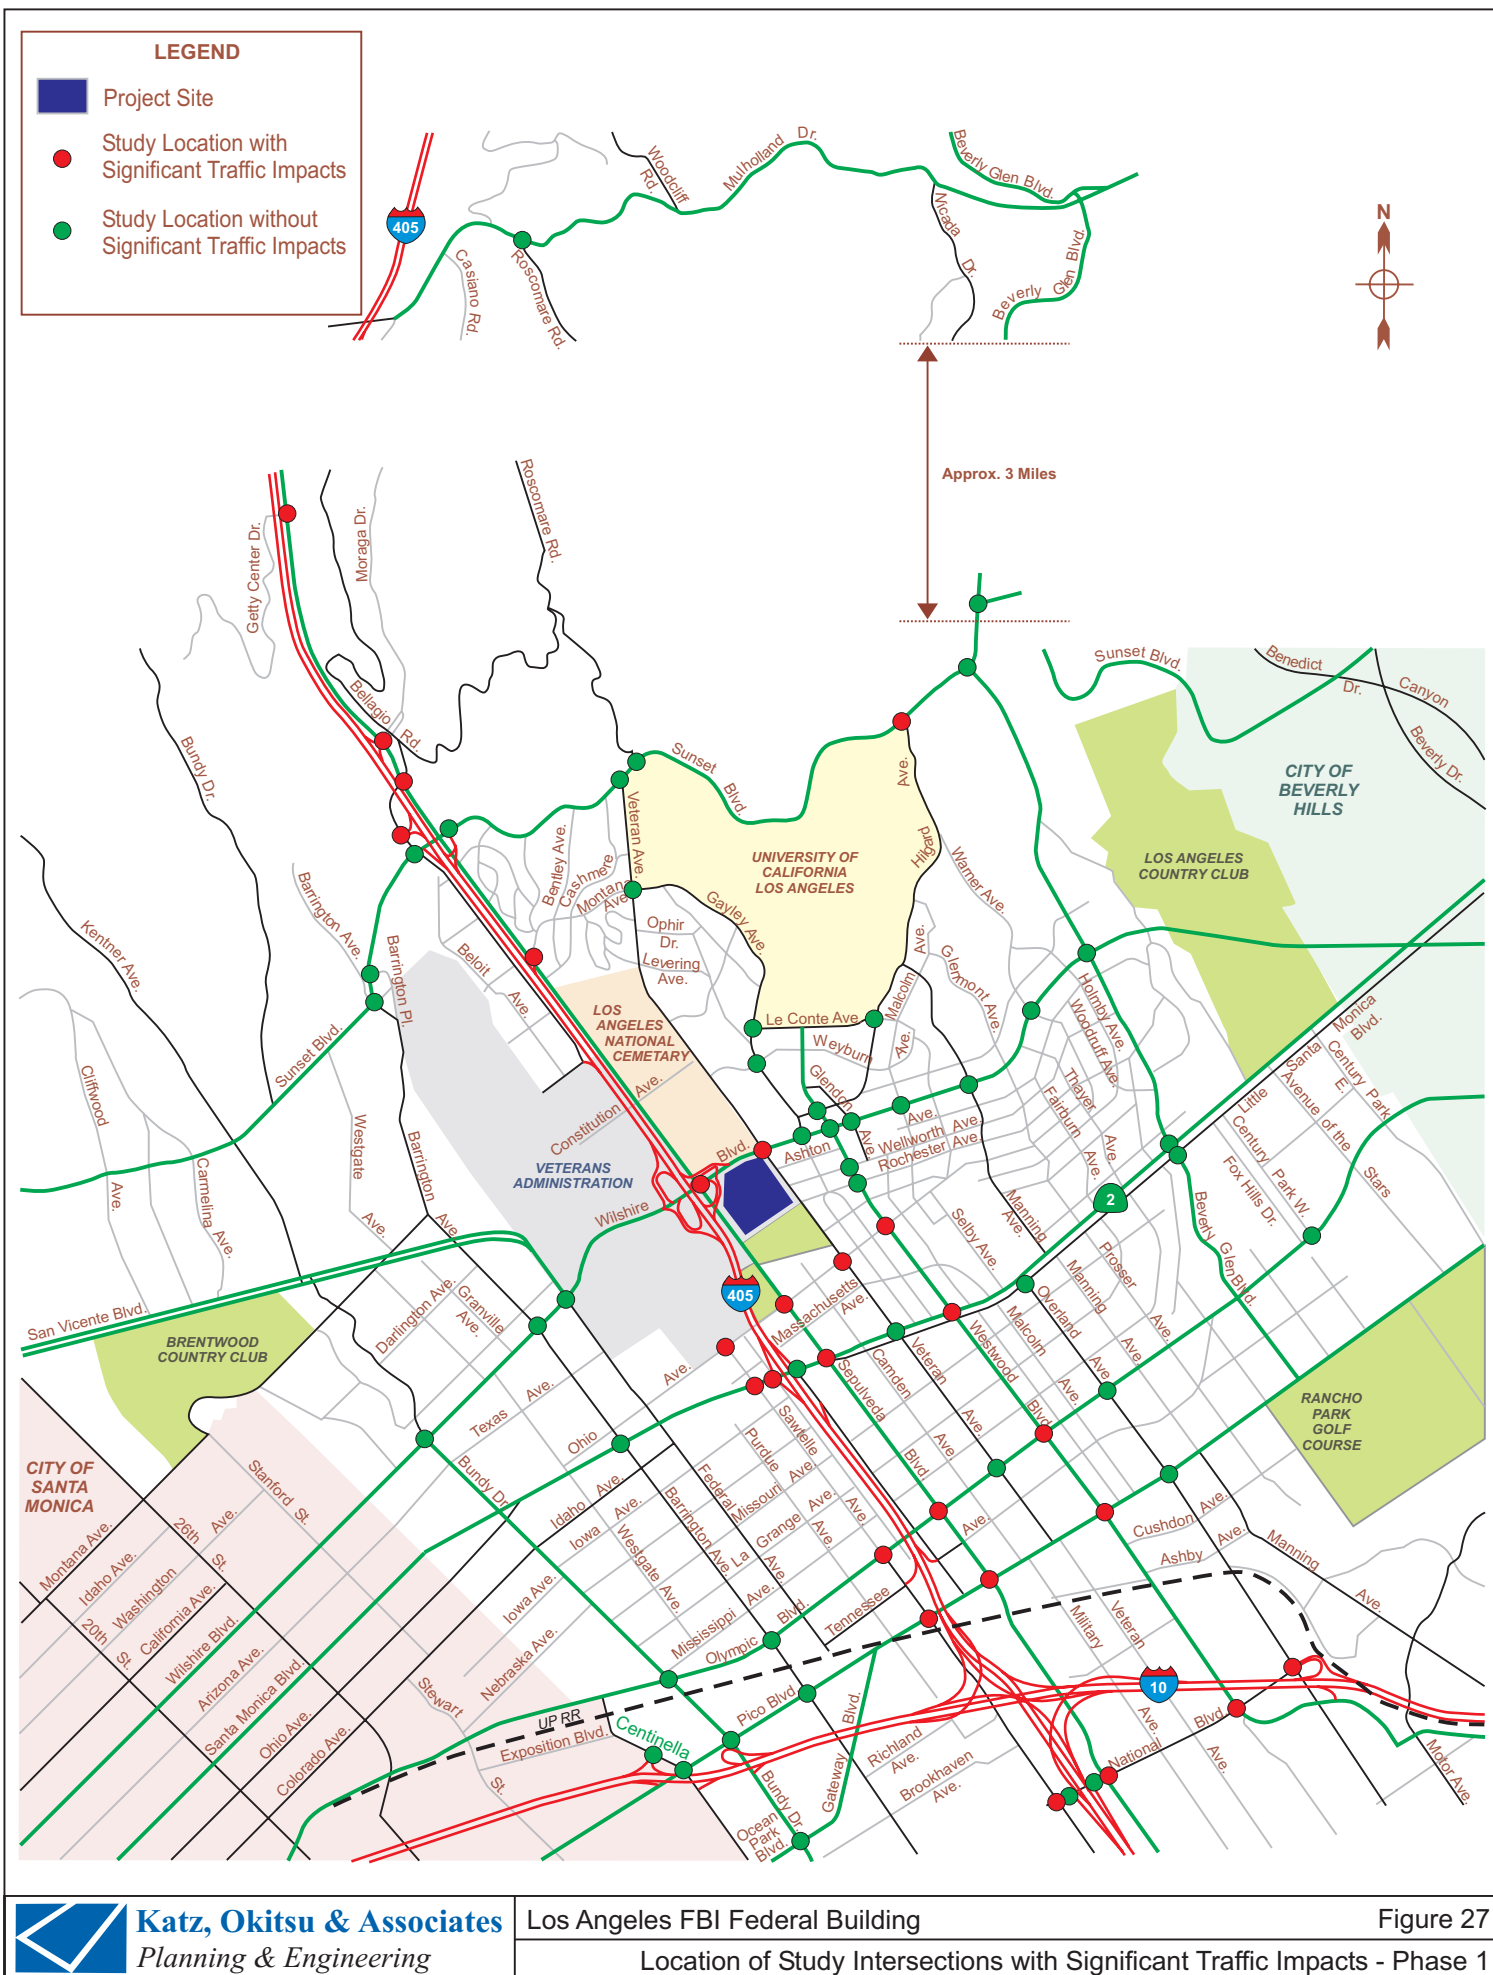 LEGEND
Project Site
Study Location with
Significant Traffic Impacts
Study Location without
Significant Traffic Impacts
405
Casiano Rd.
Roscomare Rd.
Woodcliff
Rd.
Mulholland Dr.
Beverly Glen Blvd.
Nicada Dr.
Beverly Glen Blvd.
N
Approx. 3 Miles
Getty Center Dr.
Moraga Dr.
Roscomare Rd.
Bellagio Rd.
Bundy Dr.
Kentner Ave.
Sunset Blvd.
Sunset Blvd.
Benedict Canyon
Dr.
Beverly Dr.
CITY OF
BEVERLY
HILLS
LOS ANGELES
COUNTRY CLUB
UNIVERSITY OF
CALIFORNIA
LOS ANGELES
Hilgard Ave.
Warner Ave.
Veteran Ave.
Bentley Ave.
Cashmere
Montana
Ave.
Gayley Ave.
Ophir
Dr.
Levering
Ave.
Barrington Ave.
Barrington Pl.
Beloit Ave.
LOS
ANGELES
NATIONAL
CEMETARY
Le Conte Ave.
Weyburn Ave.
Malcolm Ave.
Glenmont Ave.
Holmby Ave.
Woodruff Ave.
Thayer Ave.
Fairburn Ave.
Glendon Ave.
Wellworth Ave.
Rochester Ave.
Ashton Ave.
Constitution Ave.
VETERANS
ADMINISTRATION
Wilshire Blvd.
Sunset Blvd.
Cliffwood Ave.
Carmelina Ave.
Westgate Ave.
Barrington Ave.
San Vicente Blvd.
BRENTWOOD
COUNTRY CLUB
Darlington Ave.
Granville
Ave.
405
2
Little Santa Monica
Blvd.
Century Park
E.
Avenue of the Stars
Century Park W.
Fox Hills Dr.
Beverly Glen Blvd.
Selby Ave.
Manning
Ave.
Prosser Ave.
Manning Ave.
Overland Ave.
Malcolm Ave.
Westwood Blvd.
Massachusetts
Ave.
Veteran Ave.
Camden Ave.
Sepulveda Blvd.
Sawtelle Ave.
Purdue Ave.
Ohio Ave.
Texas Ave.
Idaho Ave.
Iowa Ave.
Missouri Ave.
La Grange Ave.
Federal Ave.
Barrington Ave.
Westgate Ave.
Mississippi Ave.
Olympic Blvd.
Tennessee Ave.
Bundy Dr.
Stanford St.
CITY OF
SANTA
MONICA
Montana Ave.
Idaho Ave.
Washington Ave.
California Ave.
Wilshire Blvd.
Arizona Ave.
Santa Monica Blvd.
Ohio Ave.
Colorado Ave.
26th St.
20th St.
Stewart St.
Iowa Ave.
Nebraska Ave.
UP RR
Exposition Blvd.
Centinella
Pico Blvd.
Bundy Dr.
Ocean
Park
Blvd.
Gateway Blvd.
Richland
Ave.
Brookhaven
Ave.
Military Ave.
Veteran Ave.
National Blvd.
10
Cushdon Ave.
Ashby Ave.
Manning Ave.
Motor Ave.
RANCHO
PARK
GOLF
COURSE
Katz, Okitsu & Associates
Planning & Engineering
Los Angeles FBI Federal Building
Figure 27
Location of Study Intersections with Significant Traffic Impacts - Phase 1